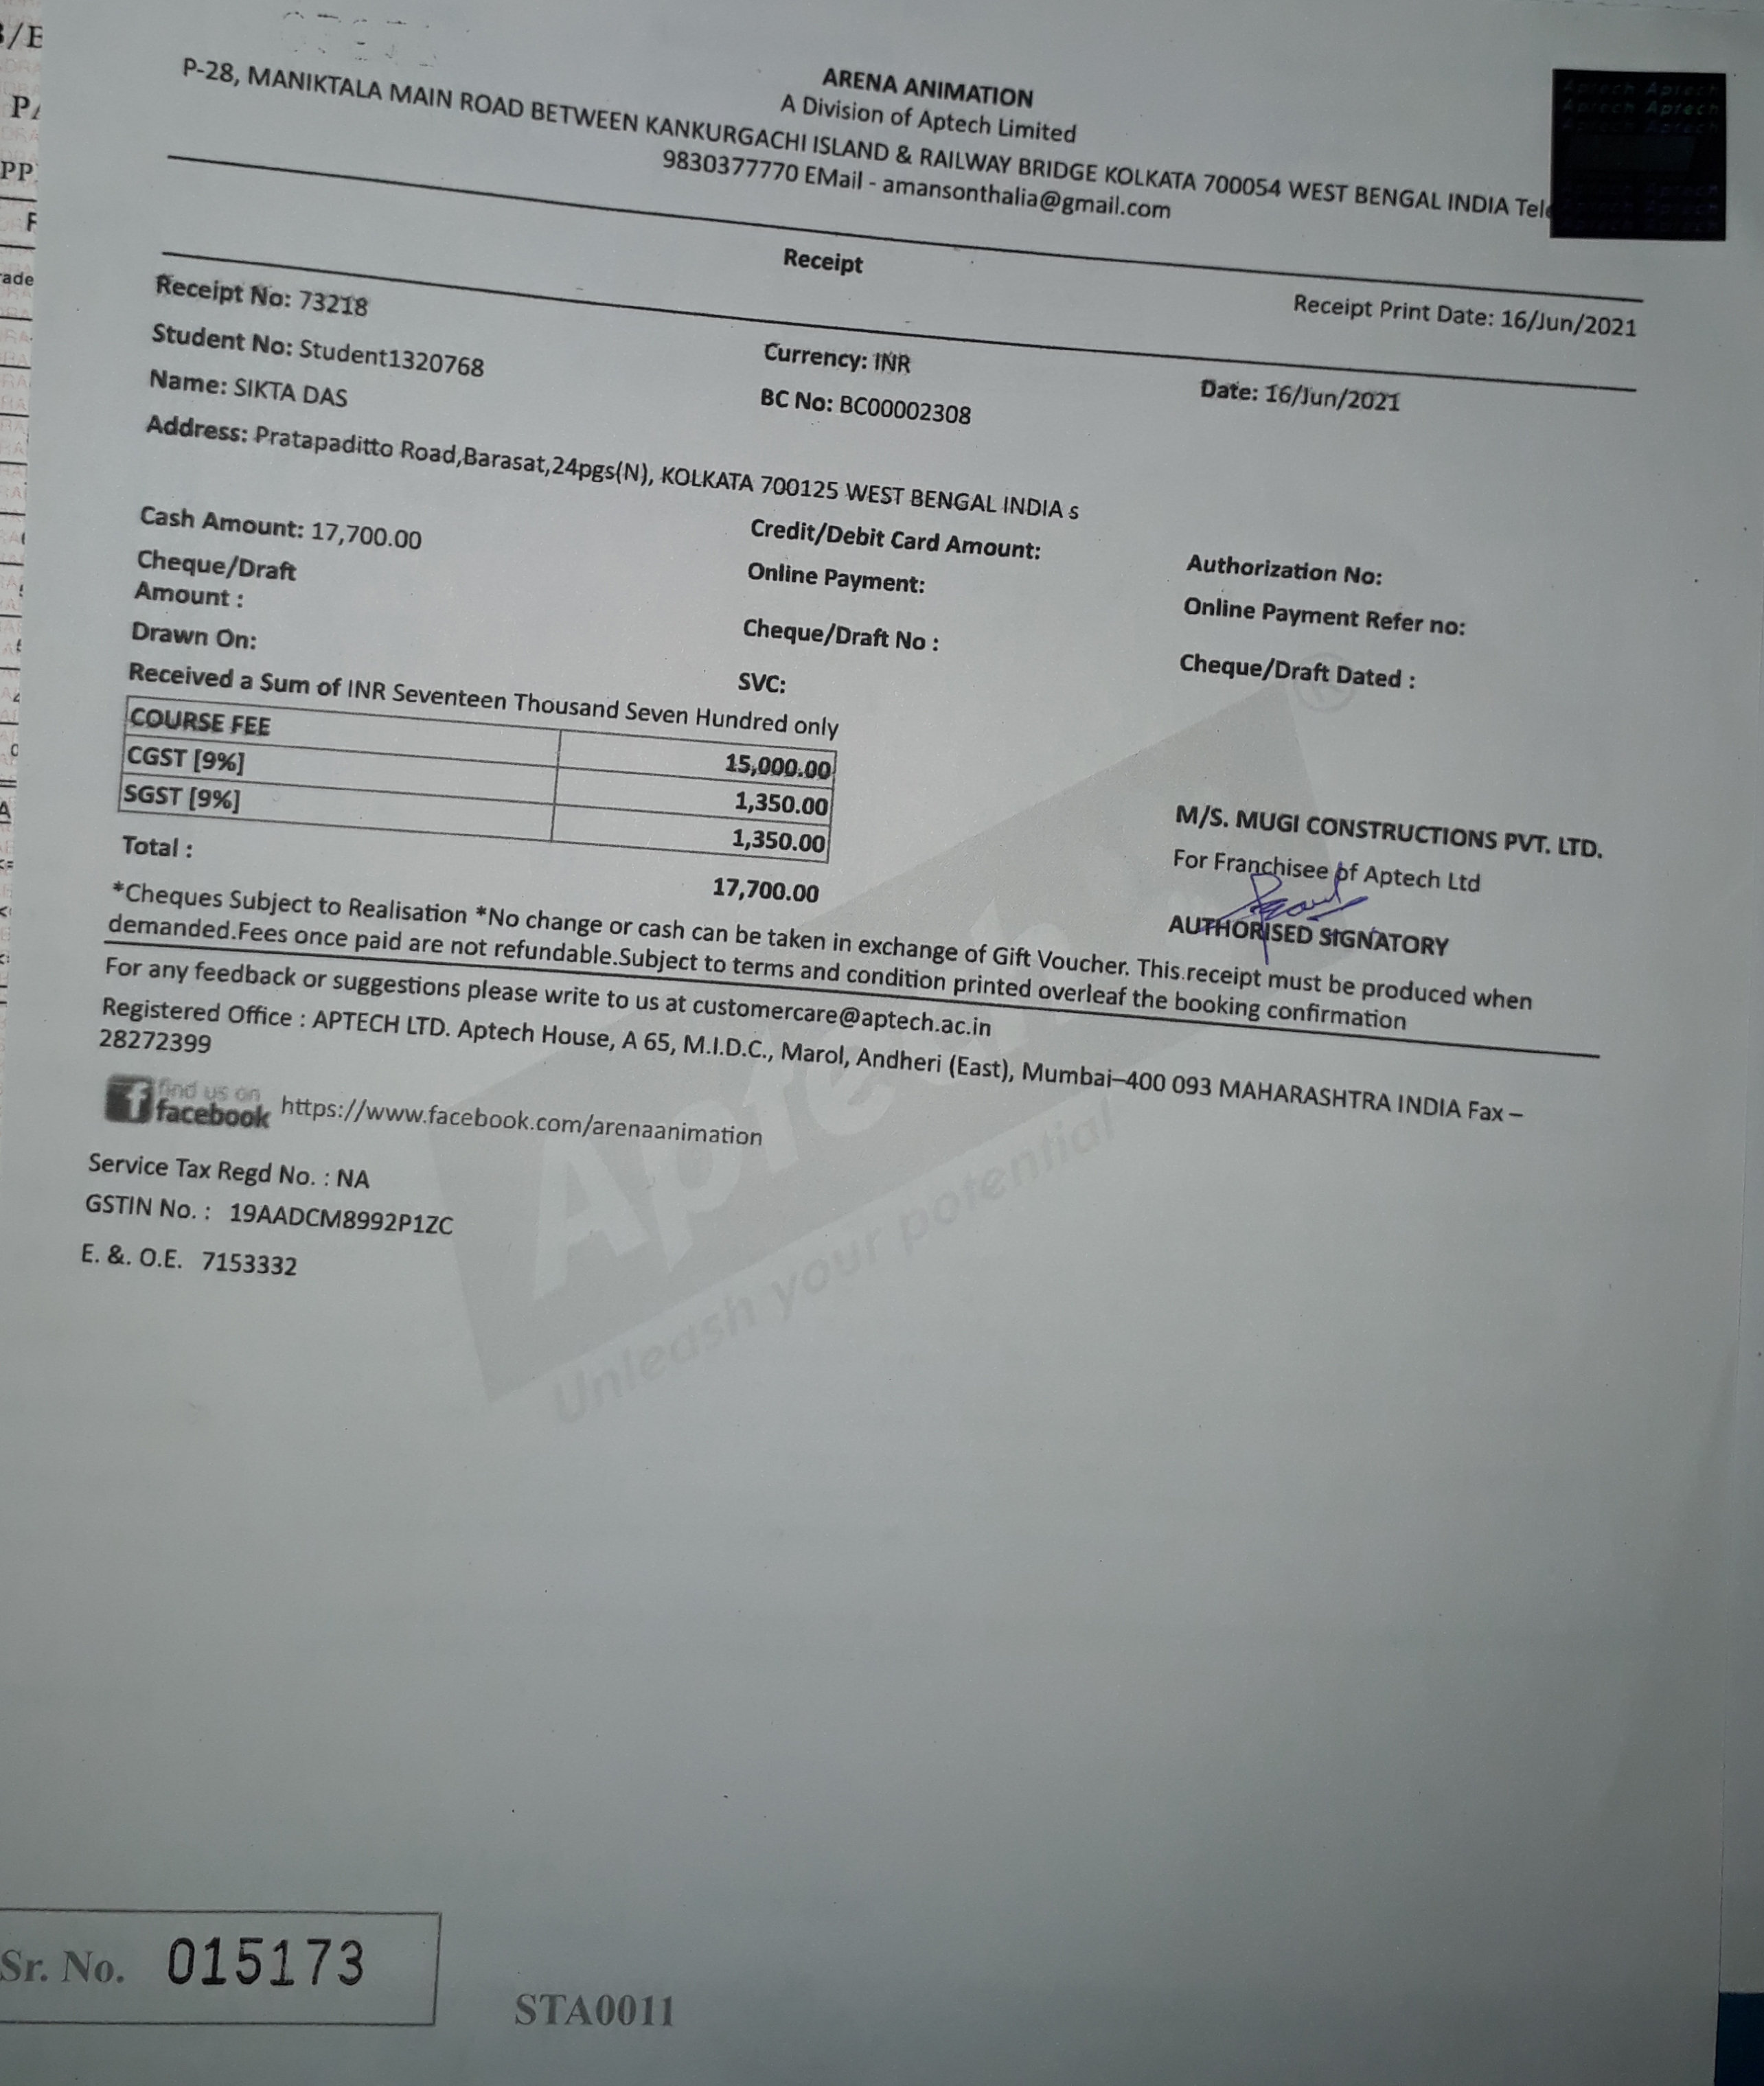 ARENA ANIMATION
A Division of Aptech Limited
P-28, MANIKTALA MAIN ROAD BETWEEN KANKURGACHI ISLAND & RAILWAY BRIDGE KOLKATA 700054 WEST BENGAL INDIA Tele
9830377770 EMail - amansonthalia@gmail.com
Aptech Aptech
Aptech Aptech
Receipt
Receipt Print Date: 16/Jun/2021
Receipt No: 73218
Currency: INR
Date: 16/Jun/2021
Student No: Student1320768
BC No: BC00002308
Name: SIKTA DAS
Address: Pratapaditto Road,Barasat,24pgs(N), KOLKATA 700125 WEST BENGAL INDIA s
Cash Amount: 17,700.00
Credit/Debit Card Amount:
Authorization No:
Cheque/Draft
Amount :
Online Payment:
Online Payment Refer no:
Drawn On:
Cheque/Draft No :
Cheque/Draft Dated :
SVC:
Received a Sum of INR Seventeen Thousand Seven Hundred only
COURSE FEE 15,000.00
CGST [9%] 1,350.00
SGST [9%] 1,350.00
Total : 17,700.00
M/S. MUGI CONSTRUCTIONS PVT. LTD.
For Franchisee of Aptech Ltd
AUTHORISED SIGNATORY
*Cheques Subject to Realisation *No change or cash can be taken in exchange of Gift Voucher. This.receipt must be produced when
demanded.Fees once paid are not refundable.Subject to terms and condition printed overleaf the booking confirmation
For any feedback or suggestions please write to us at customercare@aptech.ac.in
Registered Office : APTECH LTD. Aptech House, A 65, M.I.D.C., Marol, Andheri (East), Mumbai–400 093 MAHARASHTRA INDIA Fax –
28272399
find us on
facebook https://www.facebook.com/arenaanimation
Service Tax Regd No. : NA
GSTIN No. : 19AADCM8992P1ZC
E. &. O.E. 7153332
Aptech ®
Unleash your potential
Sr. No. 015173
STA0011